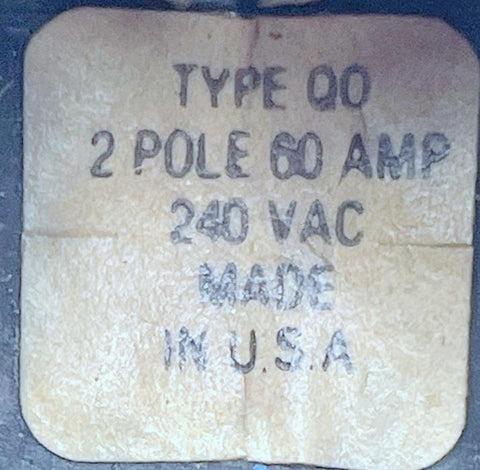 TYPE QO
2 POLE 60 AMP
240 VAC
MADE
IN U.S.A